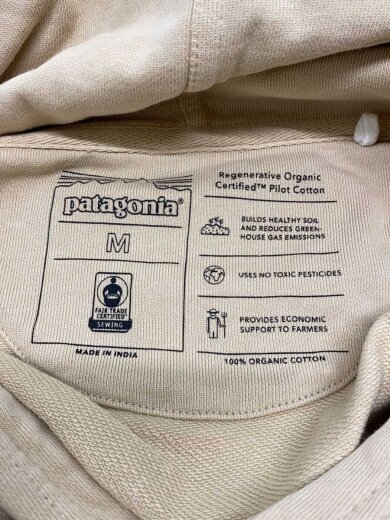 patagonia®
M
FAIR TRADE
CERTIFIED™
SEWING
MADE IN INDIA
Regenerative Organic
Certified™ Pilot Cotton
BUILDS HEALTHY SOIL
AND REDUCES GREEN-
HOUSE GAS EMISSIONS
USES NO TOXIC PESTICIDES
PROVIDES ECONOMIC
SUPPORT TO FARMERS
100% ORGANIC COTTON